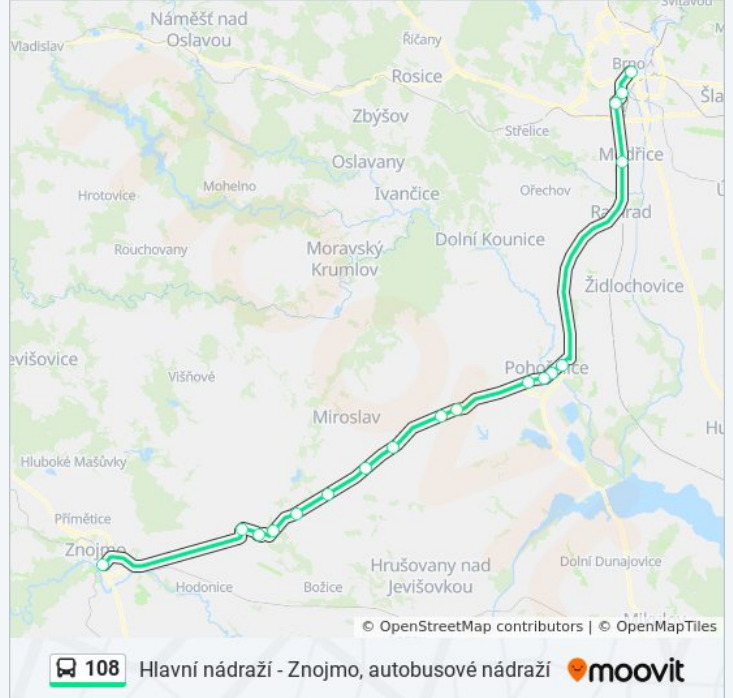 Náměšť nad
Oslavou
Svitavou
Vladislav
Říčany
Brno
Rosice
Zbýšov
Střelice
Oslavany
Modřice
Mohelno
Ořechov
Hrotovice
Ivančice
Rajhrad
Rouchovany
Moravský
Krumlov
Dolní Kounice
Židlochovice
evišovice
Pohořelice
Višňové
Miroslav
Hluboké Mašůvky
Přímětice
Znojmo
Hodonice
Božice
Hrušovany nad
Jevišovkou
Dolní Dunajovice
© OpenStreetMap contributors | © OpenMapTiles
108 Hlavní nádraží - Znojmo, autobusové nádraží moovit